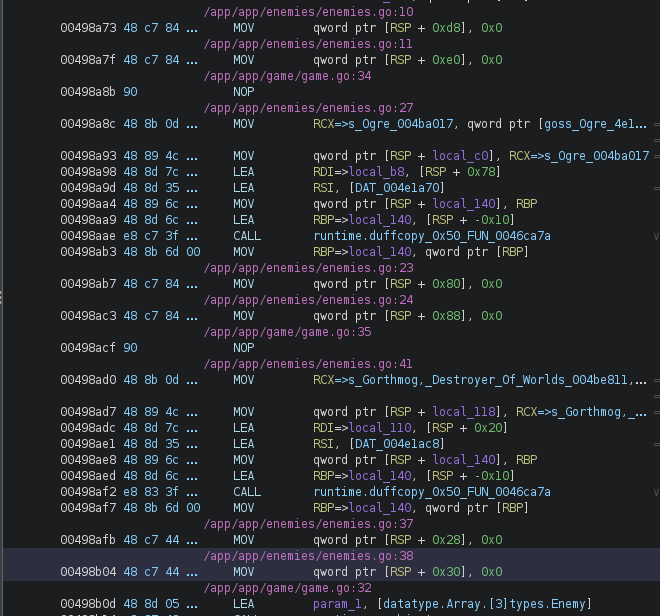 /app/app/enemies/enemies.go:10
00498a73 48 c7 84 ... MOV qword ptr [RSP + 0xd8], 0x0
/app/app/enemies/enemies.go:11
00498a7f 48 c7 84 ... MOV qword ptr [RSP + 0xe0], 0x0
/app/app/game/game.go:34
00498a8b 90 NOP
/app/app/enemies/enemies.go:27
00498a8c 48 8b 0d ... MOV RCX=>s_Ogre_004ba017, qword ptr [goss_Ogre_4e1...
00498a93 48 89 4c ... MOV qword ptr [RSP + local_c0], RCX=>s_Ogre_004ba017
00498a98 48 8d 7c ... LEA RDI=>local_b8, [RSP + 0x78]
00498a9d 48 8d 35 ... LEA RSI, [DAT_004e1a70]
00498aa4 48 89 6c ... MOV qword ptr [RSP + local_140], RBP
00498aa9 48 8d 6c ... LEA RBP=>local_140, [RSP + -0x10]
00498aae e8 c7 3f ... CALL runtime.duffcopy_0x50_FUN_0046ca7a
00498ab3 48 8b 6d 00 MOV RBP=>local_140, qword ptr [RBP]
/app/app/enemies/enemies.go:23
00498ab7 48 c7 84 ... MOV qword ptr [RSP + 0x80], 0x0
/app/app/enemies/enemies.go:24
00498ac3 48 c7 84 ... MOV qword ptr [RSP + 0x88], 0x0
/app/app/game/game.go:35
00498acf 90 NOP
/app/app/enemies/enemies.go:41
00498ad0 48 8b 0d ... MOV RCX=>s_Gorthmog,_Destroyer_Of_Worlds_004be811,...
00498ad7 48 89 4c ... MOV qword ptr [RSP + local_118], RCX=>s_Gorthmog,_...
00498adc 48 8d 7c ... LEA RDI=>local_110, [RSP + 0x20]
00498ae1 48 8d 35 ... LEA RSI, [DAT_004e1ac8]
00498ae8 48 89 6c ... MOV qword ptr [RSP + local_140], RBP
00498aed 48 8d 6c ... LEA RBP=>local_140, [RSP + -0x10]
00498af2 e8 83 3f ... CALL runtime.duffcopy_0x50_FUN_0046ca7a
00498af7 48 8b 6d 00 MOV RBP=>local_140, qword ptr [RBP]
/app/app/enemies/enemies.go:37
00498afb 48 c7 44 ... MOV qword ptr [RSP + 0x28], 0x0
/app/app/enemies/enemies.go:38
00498b04 48 c7 44 ... MOV qword ptr [RSP + 0x30], 0x0
/app/app/game/game.go:32
00498b0d 48 8d 05 ... LEA param_1, [datatype.Array.[3]types.Enemy]